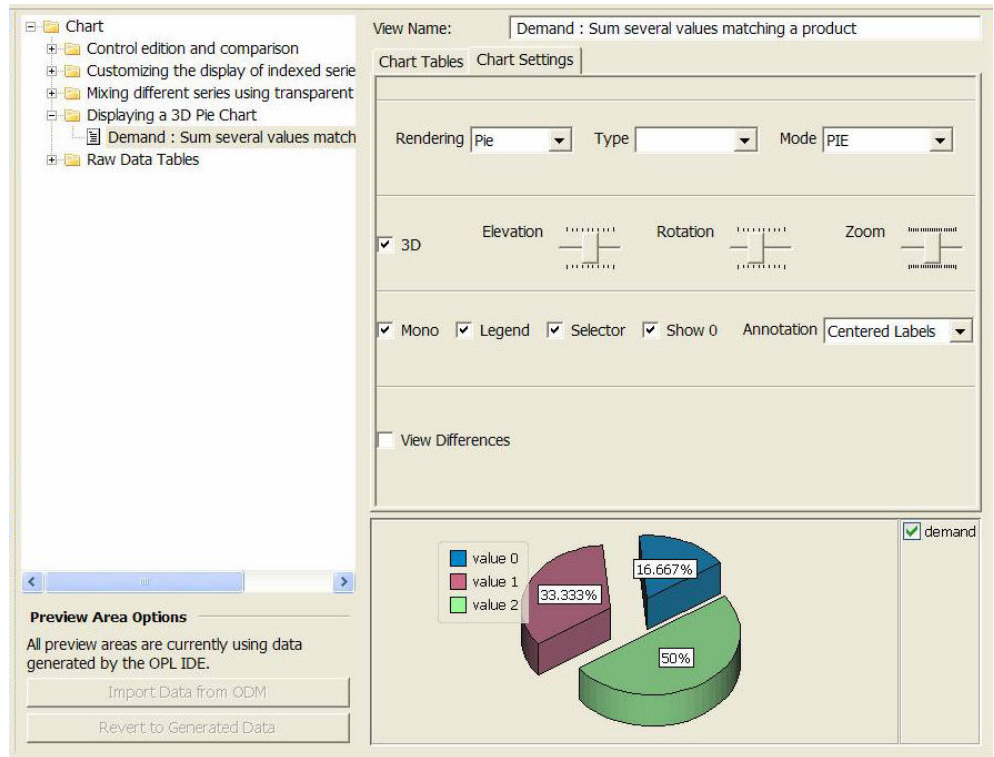 Chart
Control edition and comparison
Customizing the display of indexed serie
Mixing different series using transparent
Displaying a 3D Pie Chart
Demand : Sum several values match
Raw Data Tables
Preview Area Options
All preview areas are currently using data
generated by the OPL IDE.
Import Data from ODM
Revert to Generated Data
View Name: Demand : Sum several values matching a product
Chart Tables Chart Settings
Rendering Pie Type Mode PIE
3D Elevation Rotation Zoom
Mono Legend Selector Show 0 Annotation Centered Labels
View Differences
value 0
value 1
value 2
16.667%
33.333%
50%
demand